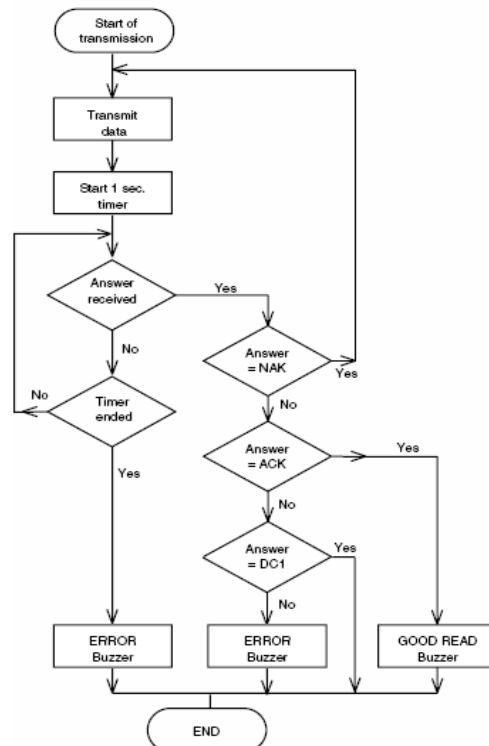 Start of
transmission
Transmit
data
Start 1 sec.
timer
Answer
received
Yes
No
Answer
= NAK
Yes
No
Timer
ended
No
Yes
Answer
= ACK
Yes
No
Answer
= DC1
Yes
No
ERROR
Buzzer
ERROR
Buzzer
GOOD READ
Buzzer
END